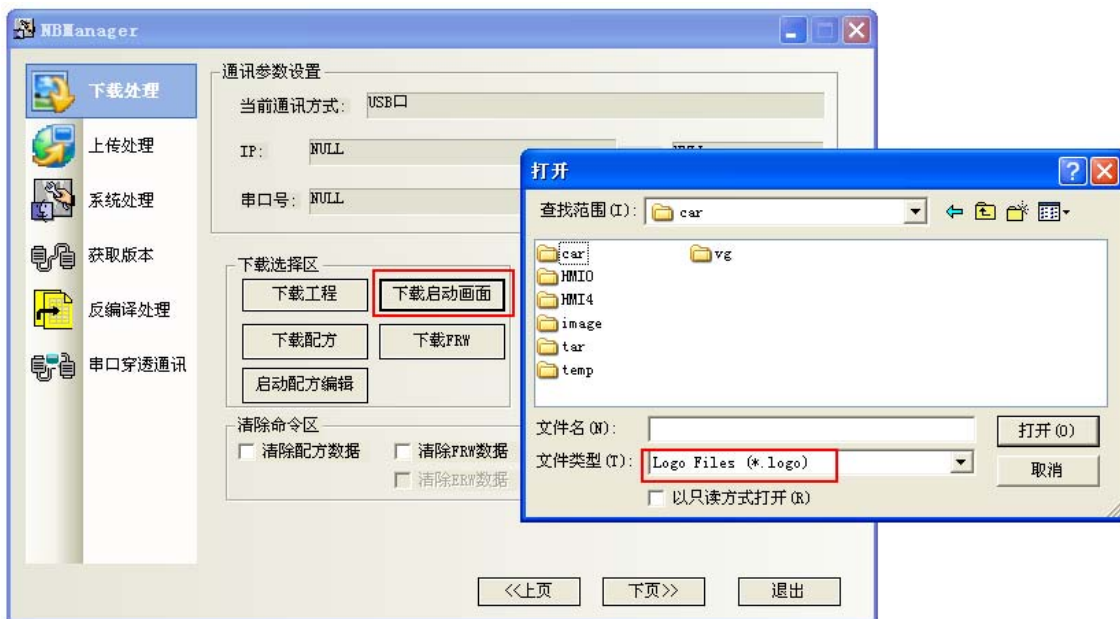 NBManager
下载处理
上传处理
系统处理
获取版本
反编译处理
串口穿透通讯
通讯参数设置
当前通讯方式: USB口
IP: NULL
串口号: NULL
下载选择区
下载工程 下载启动画面
下载配方 下载FRW
启动配方编辑
清除命令区
清除配方数据 清除FRW数据
清除ERW数据
<<上页 下页>> 退出
打开
查找范围(I): car
car vg
HMI0
HMI4
image
tar
temp
文件名(N): 打开(O)
文件类型(T): Logo Files (*.logo) 取消
以只读方式打开(R)